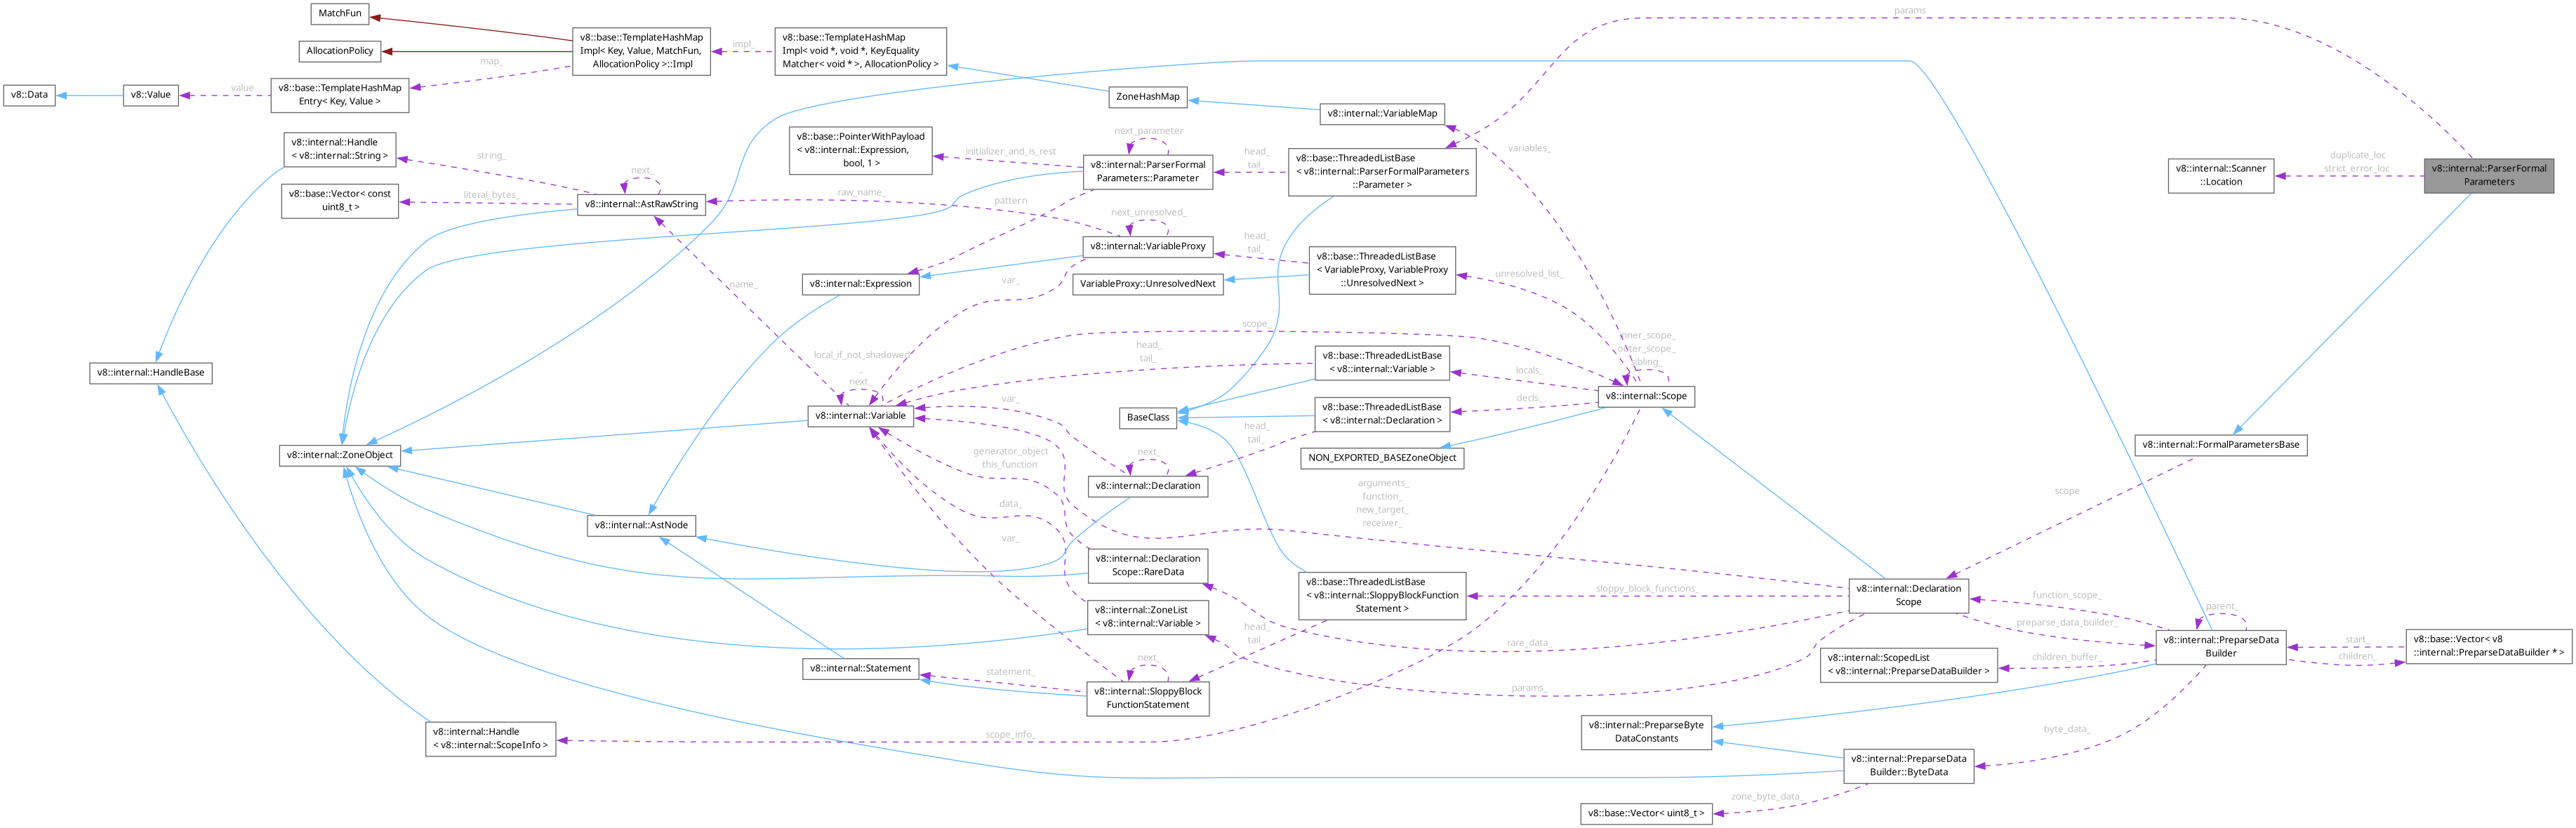 MatchFun
AllocationPolicy
v8::base::TemplateHashMap
Impl< Key, Value, MatchFun,
AllocationPolicy >::Impl
impl_
v8::base::TemplateHashMap
Impl< void *, void *, KeyEquality
Matcher< void * >, AllocationPolicy >
params
map_
v8::Data
v8::Value
value
v8::base::TemplateHashMap
Entry< Key, Value >
ZoneHashMap
v8::internal::VariableMap
v8::internal::Handle
< v8::internal::String >
string_
v8::base::Vector< const
uint8_t >
literal_bytes_
next_
v8::internal::AstRawString
v8::base::PointerWithPayload
< v8::internal::Expression,
bool, 1 >
initializer_and_is_rest
next_parameter
v8::internal::ParserFormal
Parameters::Parameter
head_
tail_
v8::base::ThreadedListBase
< v8::internal::ParserFormalParameters
::Parameter >
variables_
v8::internal::Scanner
::Location
duplicate_loc
strict_error_loc
v8::internal::ParserFormal
Parameters
raw_name_
pattern
next_unresolved_
v8::internal::VariableProxy
head_
tail_
v8::base::ThreadedListBase
< VariableProxy, VariableProxy
::UnresolvedNext >
unresolved_list_
name_
v8::internal::Expression
var_
VariableProxy::UnresolvedNext
scope_
inner_scope_
outer_scope_
sibling_
v8::internal::HandleBase
local_if_not_shadowed
_
next_
v8::internal::Variable
head_
tail_
v8::base::ThreadedListBase
< v8::internal::Variable >
locals_
v8::internal::Scope
var_
BaseClass
v8::base::ThreadedListBase
< v8::internal::Declaration >
decls_
v8::internal::ZoneObject
generator_object
this_function
head_
tail_
next_
v8::internal::Declaration
NON_EXPORTED_BASEZoneObject
v8::internal::FormalParametersBase
data_
arguments_
function_
new_target_
receiver_
scope
v8::internal::AstNode
var_
v8::internal::Declaration
Scope::RareData
v8::base::ThreadedListBase
< v8::internal::SloppyBlockFunction
Statement >
sloppy_block_functions_
v8::internal::Declaration
Scope
function_scope_
preparse_data_builder_
parent_
v8::internal::ZoneList
< v8::internal::Variable >
head_
tail_
rare_data_
v8::internal::PreparseData
Builder
start_
children_
v8::base::Vector< v8
::internal::PreparseDataBuilder * >
v8::internal::Statement
statement_
next_
v8::internal::SloppyBlock
FunctionStatement
params_
v8::internal::ScopedList
< v8::internal::PreparseDataBuilder >
children_buffer_
v8::internal::Handle
< v8::internal::ScopeInfo >
scope_info_
v8::internal::PreparseByte
DataConstants
byte_data_
v8::internal::PreparseData
Builder::ByteData
v8::base::Vector< uint8_t >
zone_byte_data_